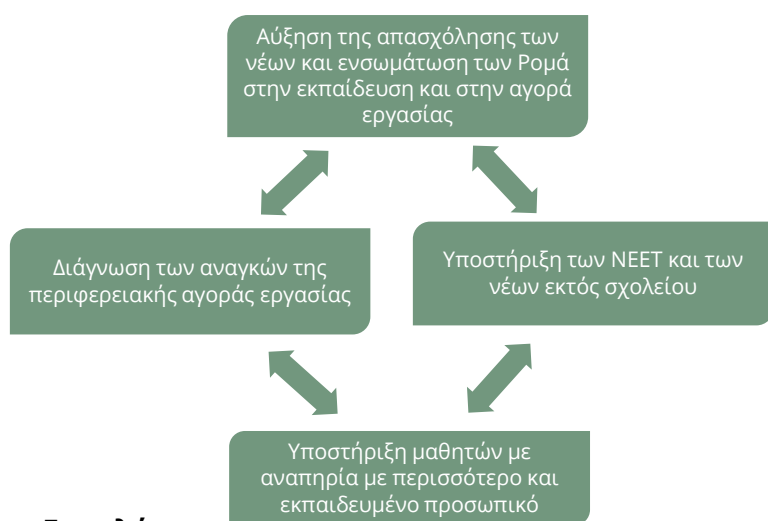 Αύξηση της απασχόλησης των
νέων και ενσωμάτωση των Ρομά
στην εκπαίδευση και στην αγορά
εργασίας
Διάγνωση των αναγκών της
περιφερειακής αγοράς εργασίας
Υποστήριξη των NEET και των
νέων εκτός σχολείου
Υποστήριξη μαθητών με
αναπηρία με περισσότερο και
εκπαιδευμένο προσωπικό